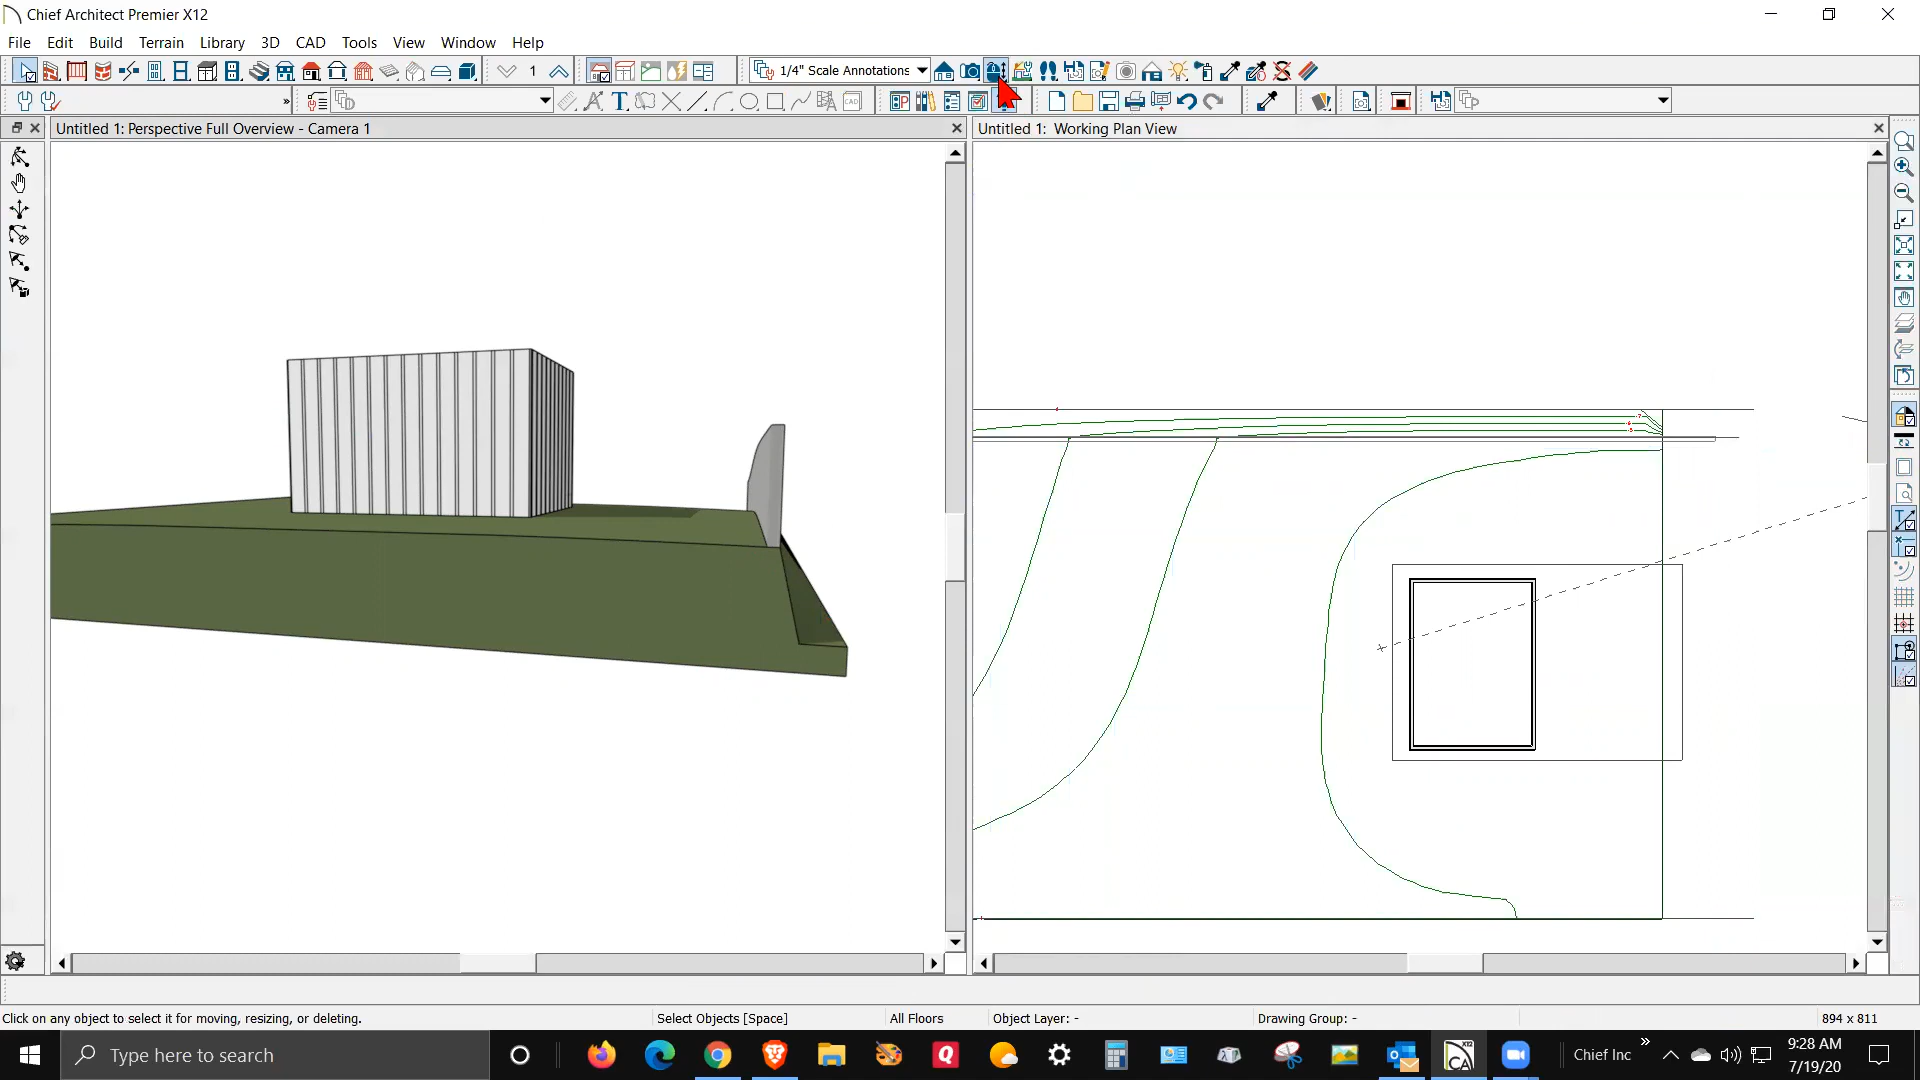 Chief Architect Premier X12
File Edit Build Terrain Library 3D CAD Tools View Window Help
1 1/4" Scale Annotations
Untitled 1: Perspective Full Overview - Camera 1
Untitled 1: Working Plan View
Click on any object to select it for moving, resizing, or deleting. Select Objects [Space] All Floors Object Layer: - Drawing Group: - 894 x 811
Type here to search
Chief Inc
9:28 AM
7/19/20